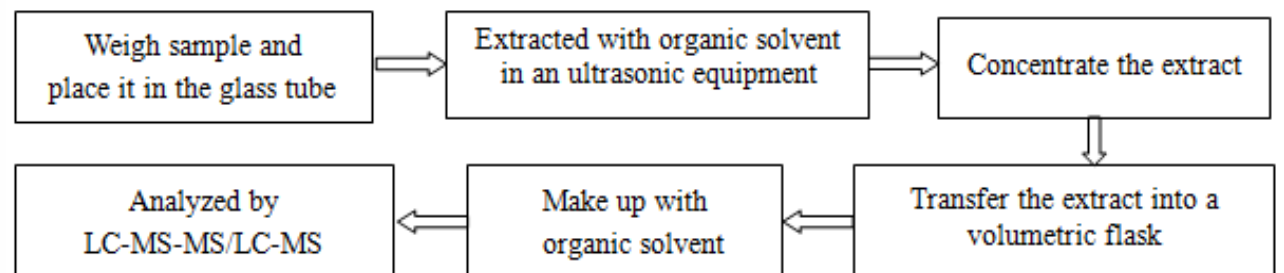 Weigh sample and
place it in the glass tube
Extracted with organic solvent
in an ultrasonic equipment
Concentrate the extract
Transfer the extract into a
volumetric flask
Make up with
organic solvent
Analyzed by
LC-MS-MS/LC-MS